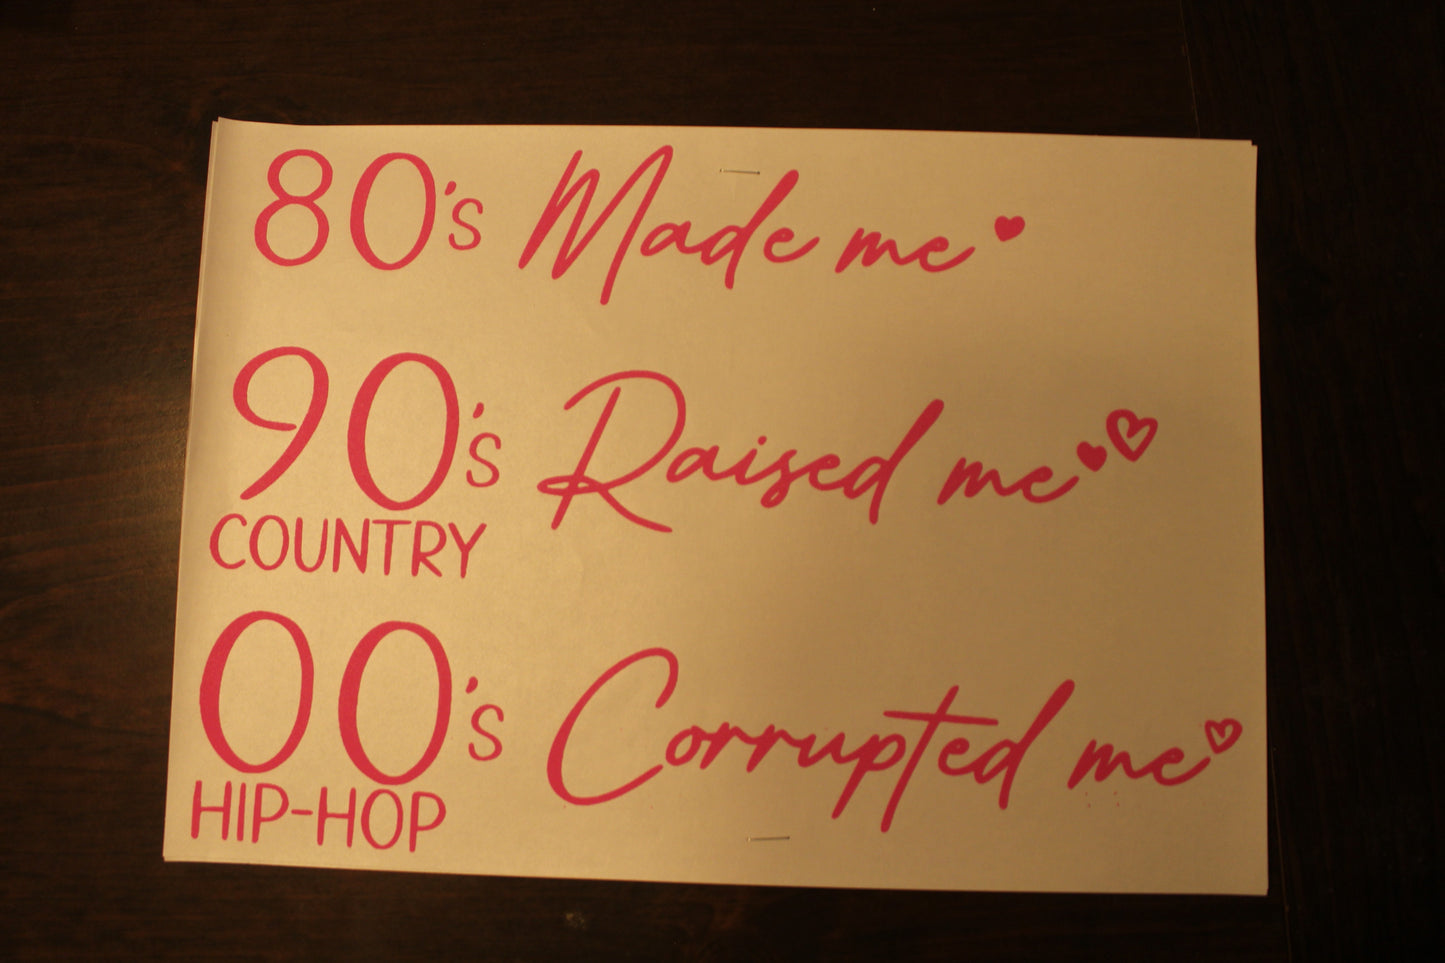 80's Made me
90's Raised me
COUNTRY
00's Corrupted me
HIP-HOP